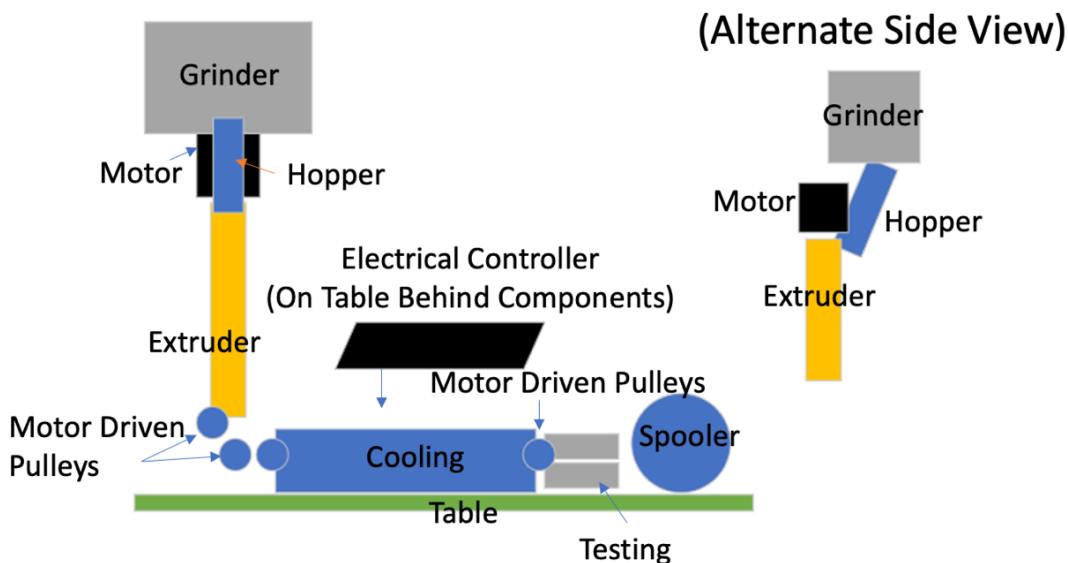 (Alternate Side View)
Grinder
Motor
Hopper
Extruder
Grinder
Motor
Hopper
Extruder
Electrical Controller
(On Table Behind Components)
Motor Driven Pulleys
Motor Driven
Pulleys
Cooling
Spooler
Table
Testing